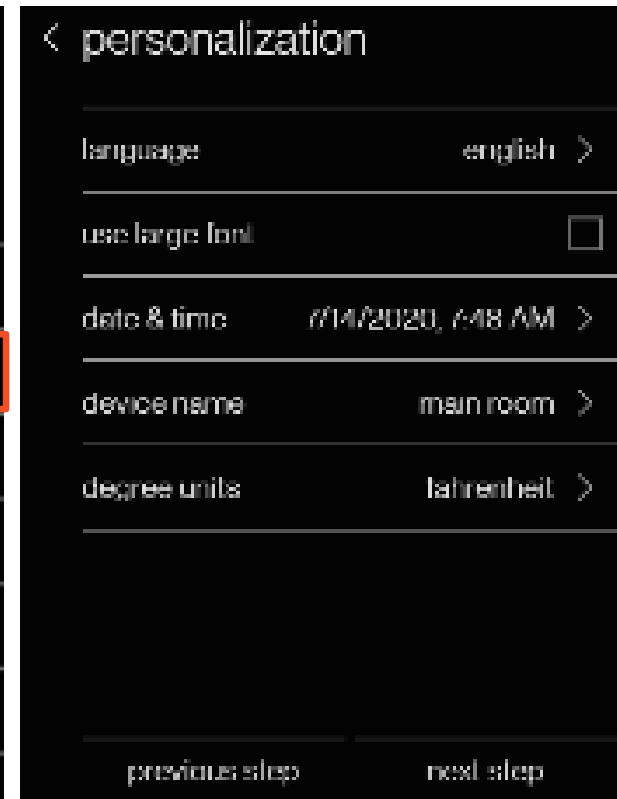 < personalization
language english >
use large font
date & time 7/14/2020, 7:48 AM >
device name main room >
degree units fahrenheit >
previous step next step